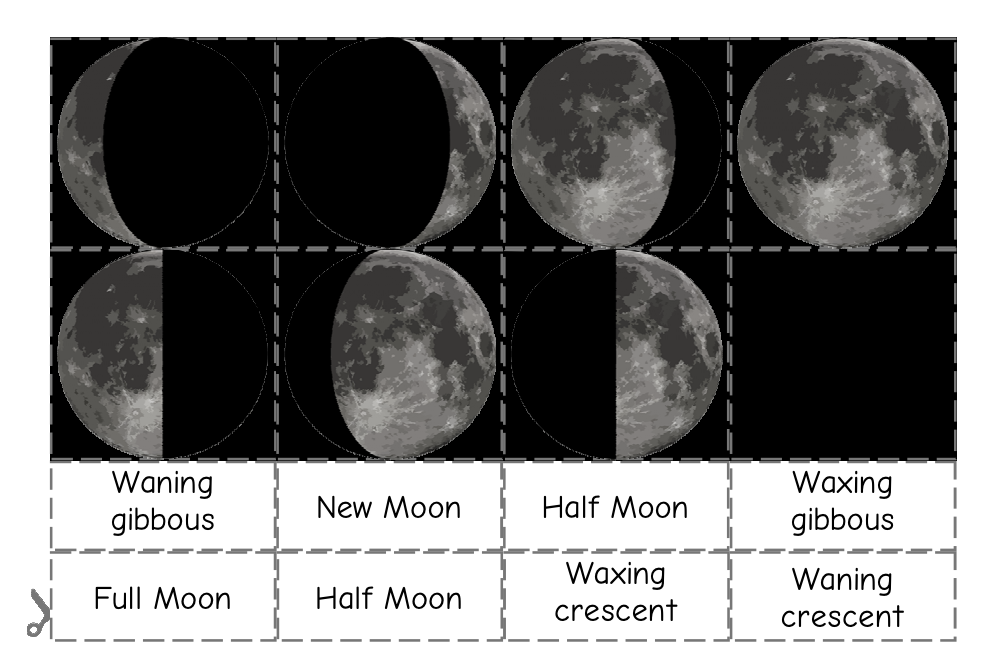 Waning
gibbous
New Moon
Half Moon
Waxing
gibbous
Full Moon
Half Moon
Waxing
crescent
Waning
crescent